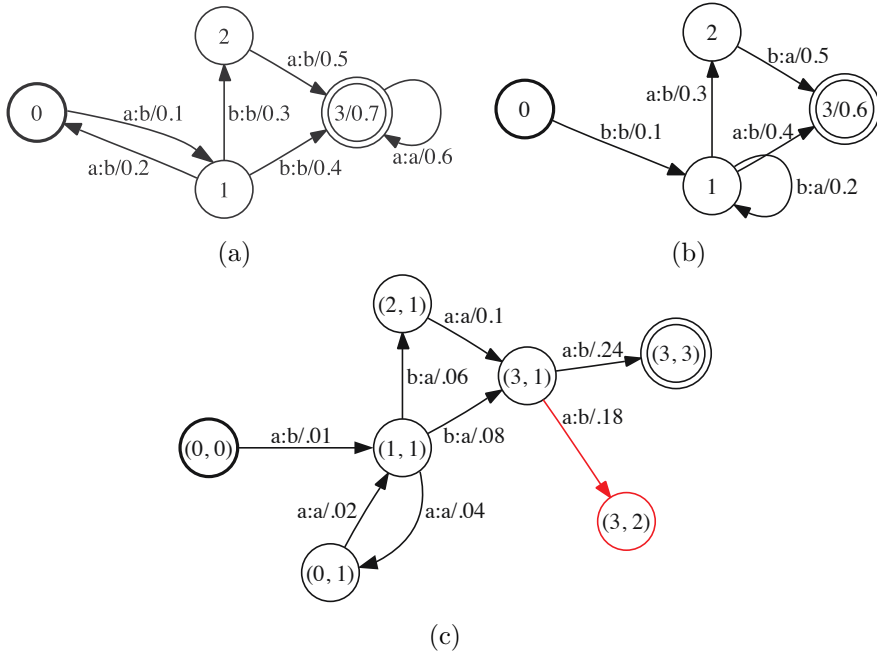 2
a:b/0.5
0
a:b/0.1
b:b/0.3
3/0.7
a:b/0.2
b:b/0.4
a:a/0.6
1
(a)
2
b:a/0.5
0
a:b/0.3
3/0.6
b:b/0.1
a:b/0.4
1
b:a/0.2
(b)
(2, 1)
a:a/0.1
a:b/.24
(3, 3)
b:a/.06
(3, 1)
a:b/.18
(0, 0)
a:b/.01
(1, 1)
b:a/.08
a:a/.02
a:a/.04
(3, 2)
(0, 1)
(c)